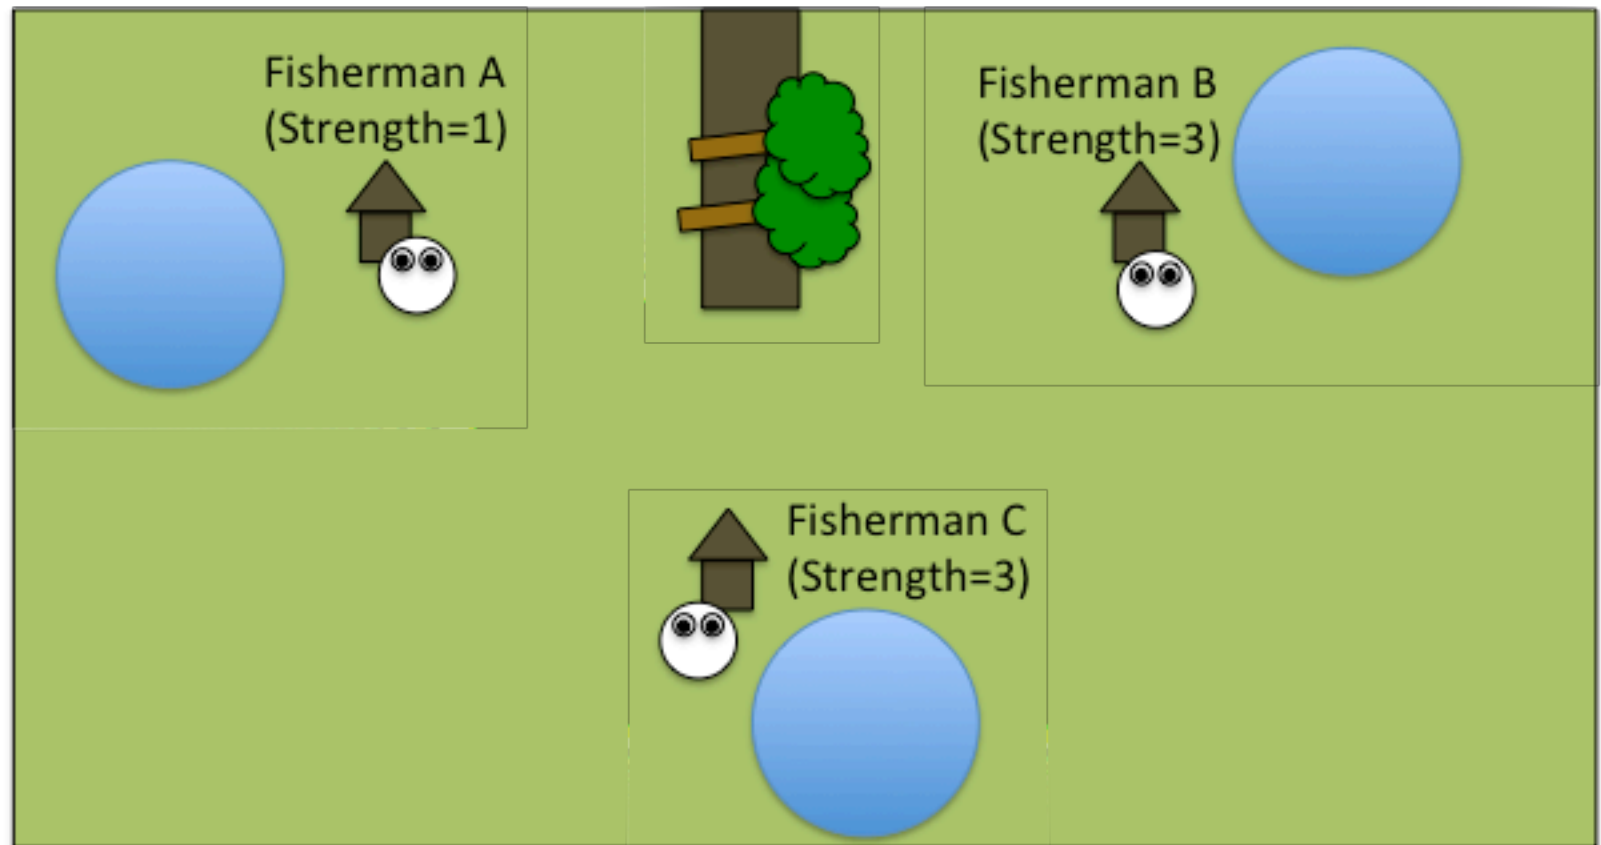 Fisherman A
(Strength=1)
Fisherman B
(Strength=3)
Fisherman C
(Strength=3)